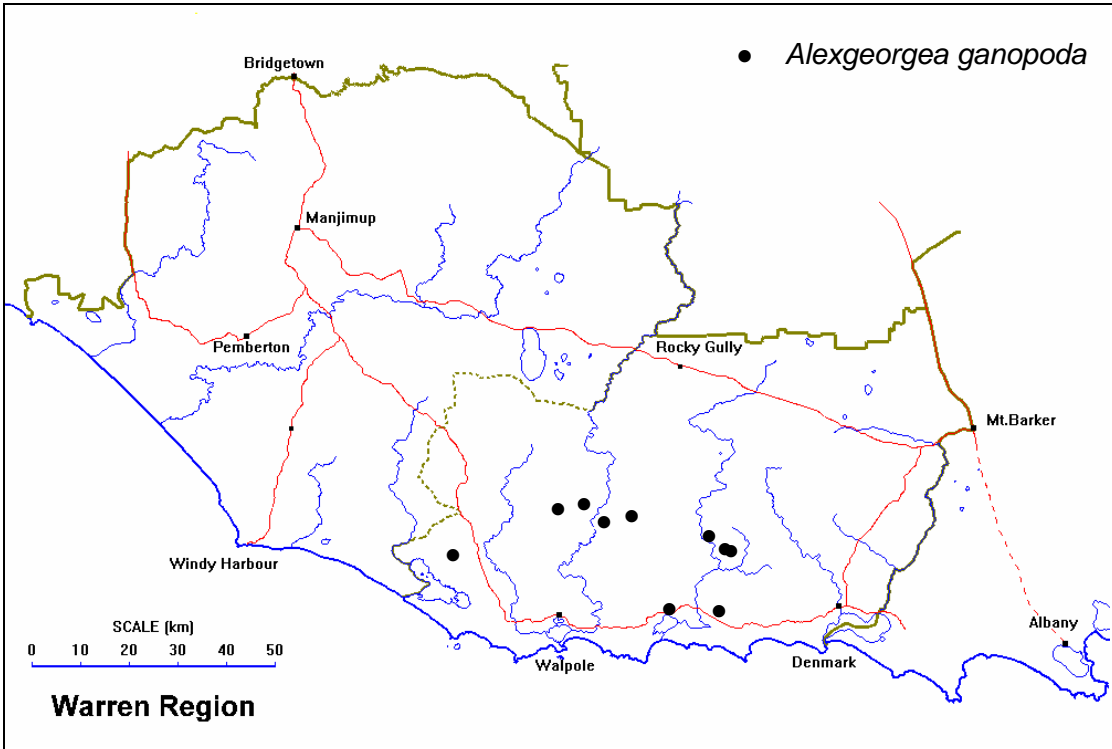 Alexgeorgea ganopoda
Bridgetown
Manjimup
Pemberton
Rocky Gully
Mt.Barker
Windy Harbour
SCALE (km)
0 10 20 30 40 50
Walpole
Denmark
Albany
Warren Region